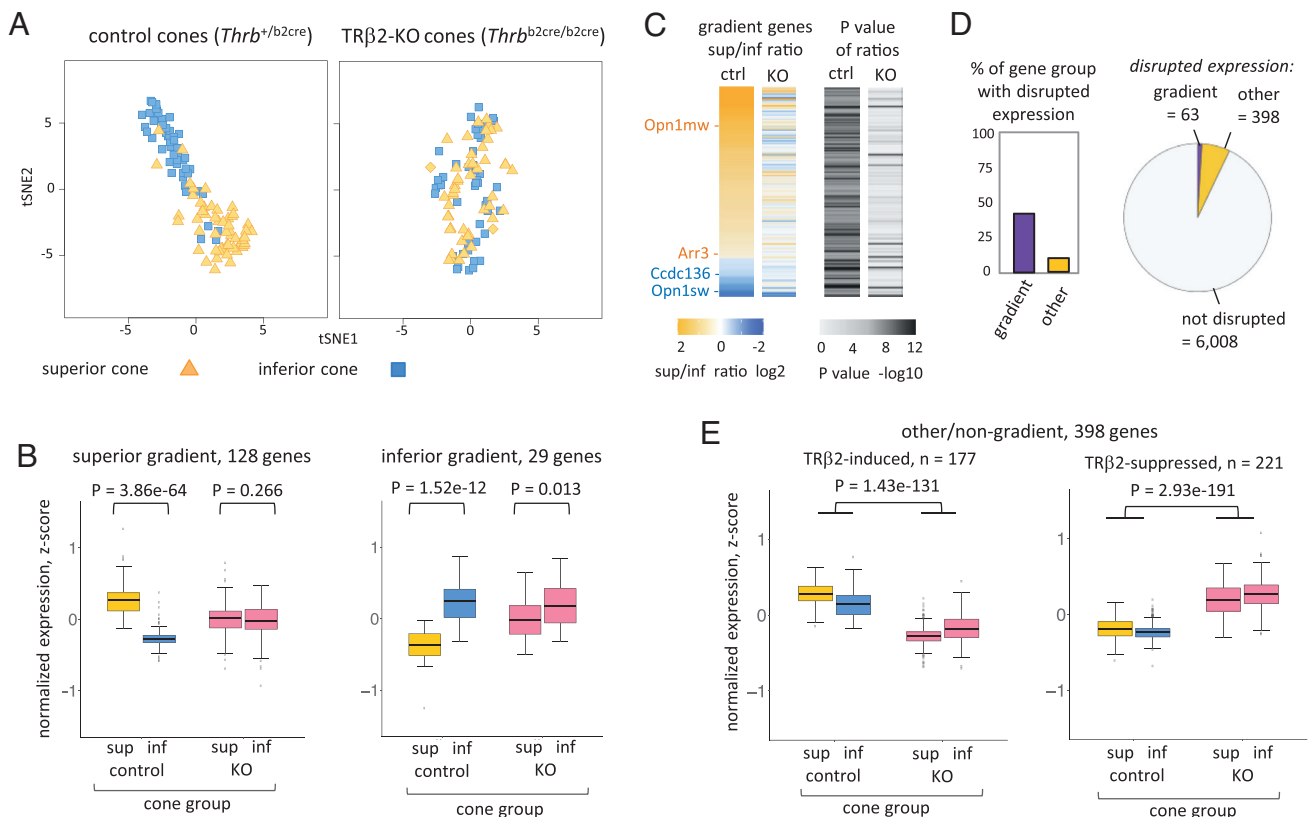 A
control cones (Thrb+/b2cre)
TRβ2-KO cones (Thrbb2cre/b2cre)
tSNE2
5
0
-5
-5
0
5
-5
0
5
tSNE1
superior cone
inferior cone
C
gradient genes
sup/inf ratio
ctrl KO
P value
of ratios
ctrl KO
Opn1mw
Arr3
Ccdc136
Opn1sw
2 0 -2
sup/inf ratio log2
0 4 8 12
P value -log10
D
% of gene group
with disrupted
expression
100
75
50
25
0
gradient
other
disrupted expression:
gradient
= 63
other
= 398
not disrupted
= 6,008
B
superior gradient, 128 genes
P = 3.86e-64
P = 0.266
inferior gradient, 29 genes
P = 1.52e-12
P = 0.013
normalized expression, z-score
1
0
−1
sup inf
control
sup inf
KO
cone group
1
0
−1
sup inf
control
sup inf
KO
cone group
E
other/non-gradient, 398 genes
TRβ2-induced, n = 177
P = 1.43e-131
TRβ2-suppressed, n = 221
P = 2.93e-191
normalized expression, z-score
1
0
−1
sup inf
control
sup inf
KO
cone group
1
0
−1
sup inf
control
sup inf
KO
cone group